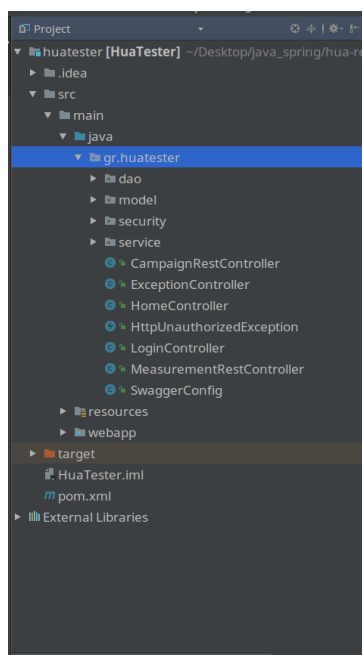 Project
huatester [HuaTester] ~/Desktop/java_spring/hua-re
.idea
src
main
java
gr.huatester
dao
model
security
service
CampaignRestController
ExceptionController
HomeController
HttpUnauthorizedException
LoginController
MeasurementRestController
SwaggerConfig
resources
webapp
target
HuaTester.iml
m pom.xml
External Libraries